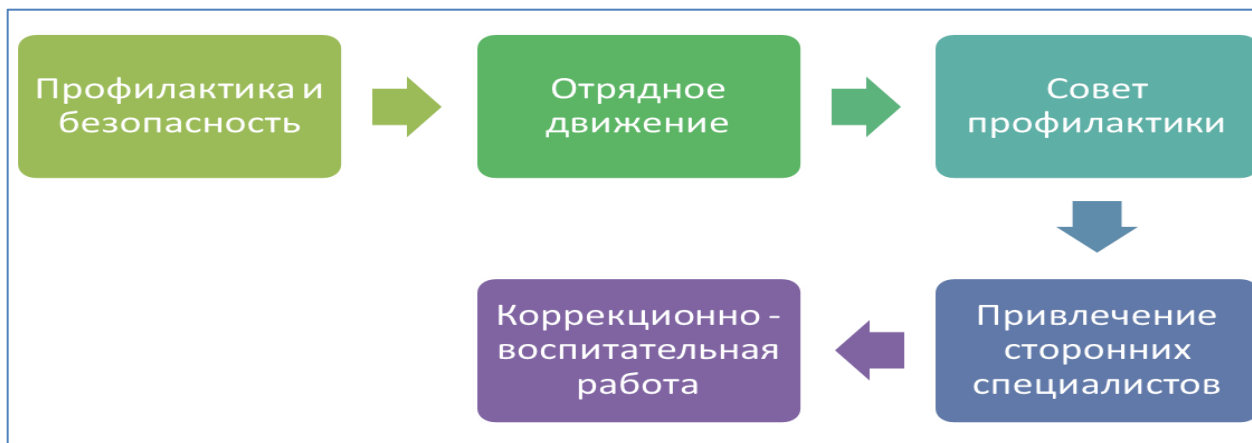 Профилактика и
безопасность
Отрядное
движение
Совет
профилактики
Привлечение
сторонних
специалистов
Коррекционно -
воспитательная
работа